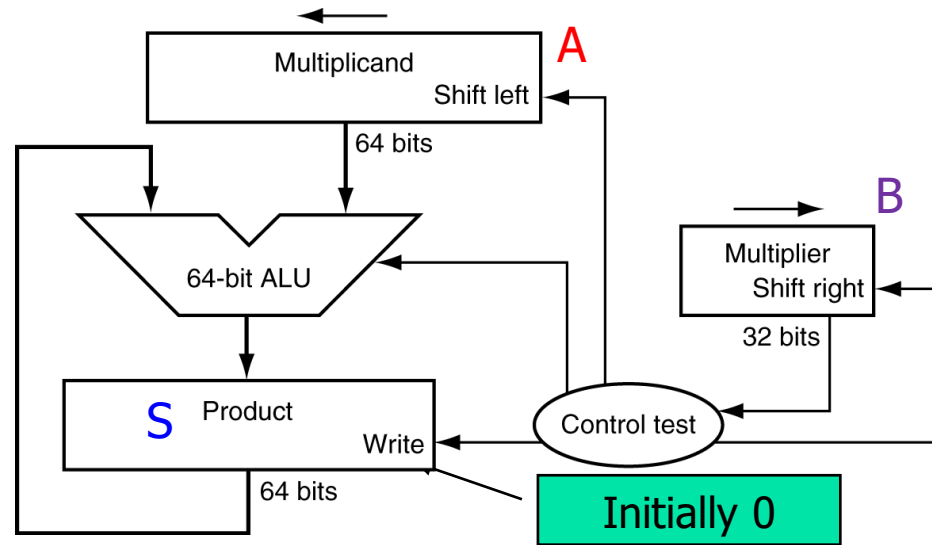 Multiplicand
A
Shift left
64 bits
B
Multiplier
Shift right
64-bit ALU
32 bits
S
Product
Control test
Write
64 bits
Initially 0